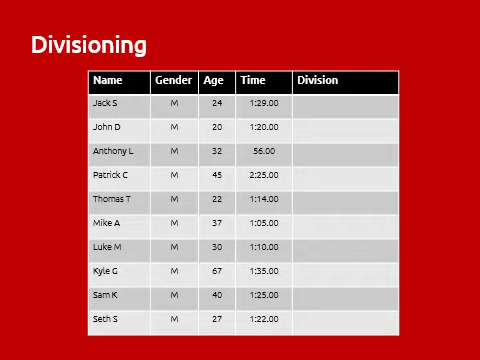 Divisioning
Name Gender Age Time Division
Jack S M 24 1:29.00
John D M 20 1:20.00
Anthony L M 32 56.00
Patrick C M 45 2:25.00
Thomas T M 22 1:14.00
Mike A M 37 1:05.00
Luke M M 30 1:10.00
Kyle G M 67 1:35.00
Sam K M 40 1:25.00
Seth S M 27 1:22.00